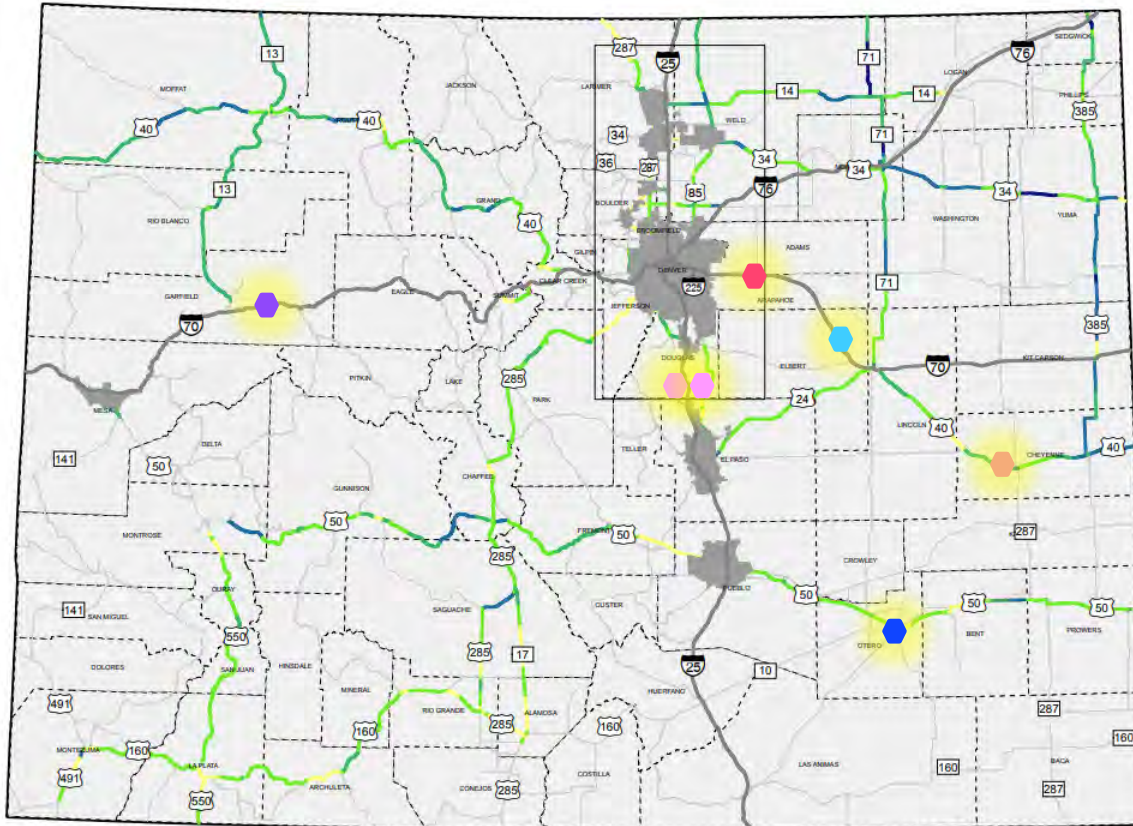 SEDGWICK
13
287
25
71
76
LOGAN
MOFFAT
JACKSON
LARIMER
14
14
PHILLIPS
385
40
40
WELD
34
71
34
34
34
36
287
76
13
85
BOULDER
WASHINGTON
YUMA
RIO BLANCO
GRAND
40
BROOMFIELD
GILPIN
ADAMS
DENVER
CLEAR CREEK
EAGLE
GARFIELD
SUMMIT
225
ARAPAHOE
71
JEFFERSON
70
385
DOUGLAS
KIT CARSON
ELBERT
70
PITKIN
LAKE
285
PARK
24
MESA
LINCOLN
40
TELLER
40
DELTA
CHEYENNE
141
50
EL PASO
CHAFFEE
GUNNISON
50
FREMONT
50
287
MONTROSE
285
CROWLEY
PUEBLO
OURAY
50
50
50
141
SAGUACHE
CUSTER
SAN MIGUEL
BENT
PROWERS
550
OTERO
285
17
HINSDALE
SAN JUAN
25
10
DOLORES
MINERAL
HUERFANO
491
RIO GRANDE
285
ALAMOSA
287
160
160
160
MONTEZUMA
160
LA PLATA
LAS ANIMAS
160
BACA
491
COSTILLA
550
ARCHULETA
CONEJOS
285
287